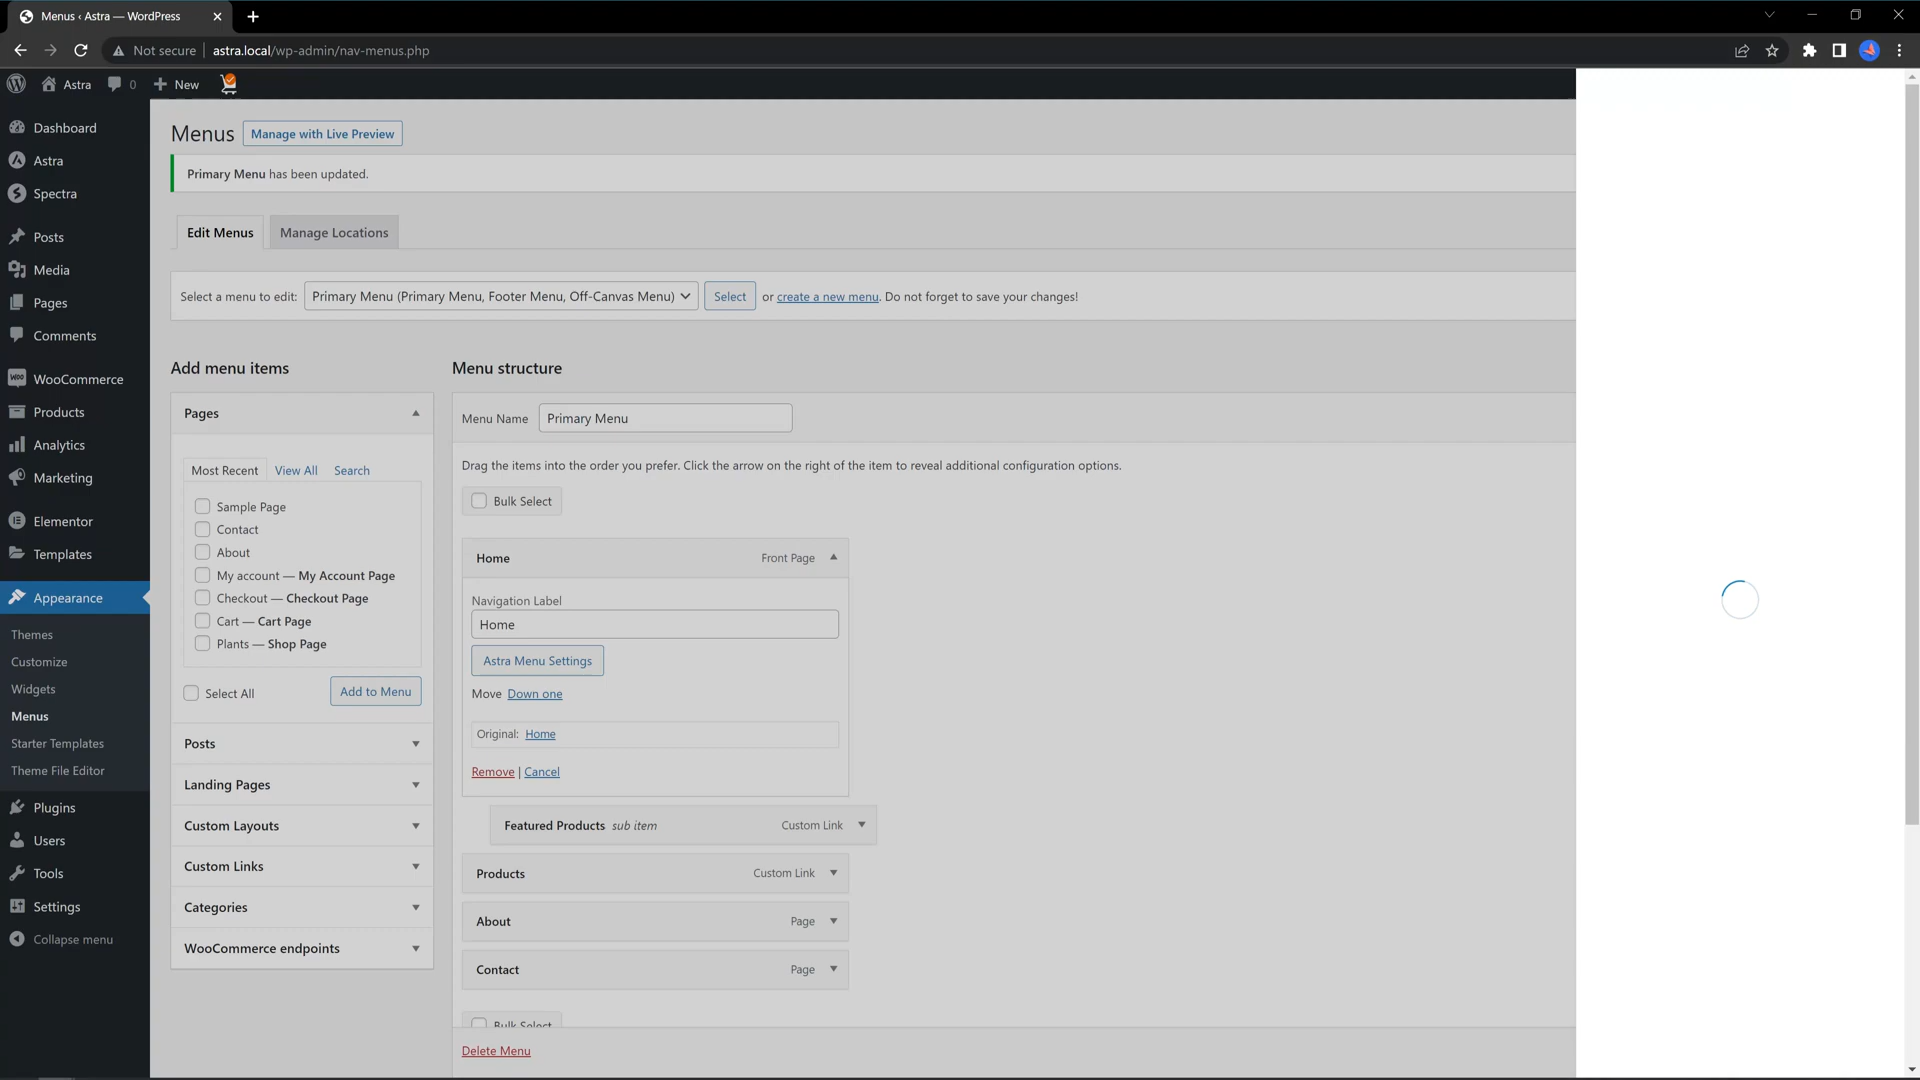 Menus ‹ Astra — WordPress
Not secure
astra.local/wp-admin/nav-menus.php
Astra
0
New
Dashboard
Astra
Spectra
Posts
Media
Pages
Comments
WooCommerce
Products
Analytics
Marketing
Elementor
Templates
Appearance
Themes
Customize
Widgets
Menus
Starter Templates
Theme File Editor
Plugins
Users
Tools
Settings
Collapse menu
Menus
Manage with Live Preview
Primary Menu has been updated.
Edit Menus
Manage Locations
Select a menu to edit:
Primary Menu (Primary Menu, Footer Menu, Off-Canvas Menu)
Select
or create a new menu. Do not forget to save your changes!
Add menu items
Pages
Most Recent
View All
Search
Sample Page
Contact
About
My account — My Account Page
Checkout — Checkout Page
Cart — Cart Page
Plants — Shop Page
Select All
Add to Menu
Posts
Landing Pages
Custom Layouts
Custom Links
Categories
WooCommerce endpoints
Menu structure
Menu Name
Primary Menu
Drag the items into the order you prefer. Click the arrow on the right of the item to reveal additional configuration options.
Bulk Select
Home
Front Page
Navigation Label
Home
Astra Menu Settings
Move Down one
Original: Home
Remove | Cancel
Featured Products sub item
Custom Link
Products
Custom Link
About
Page
Contact
Page
Bulk Select
Delete Menu